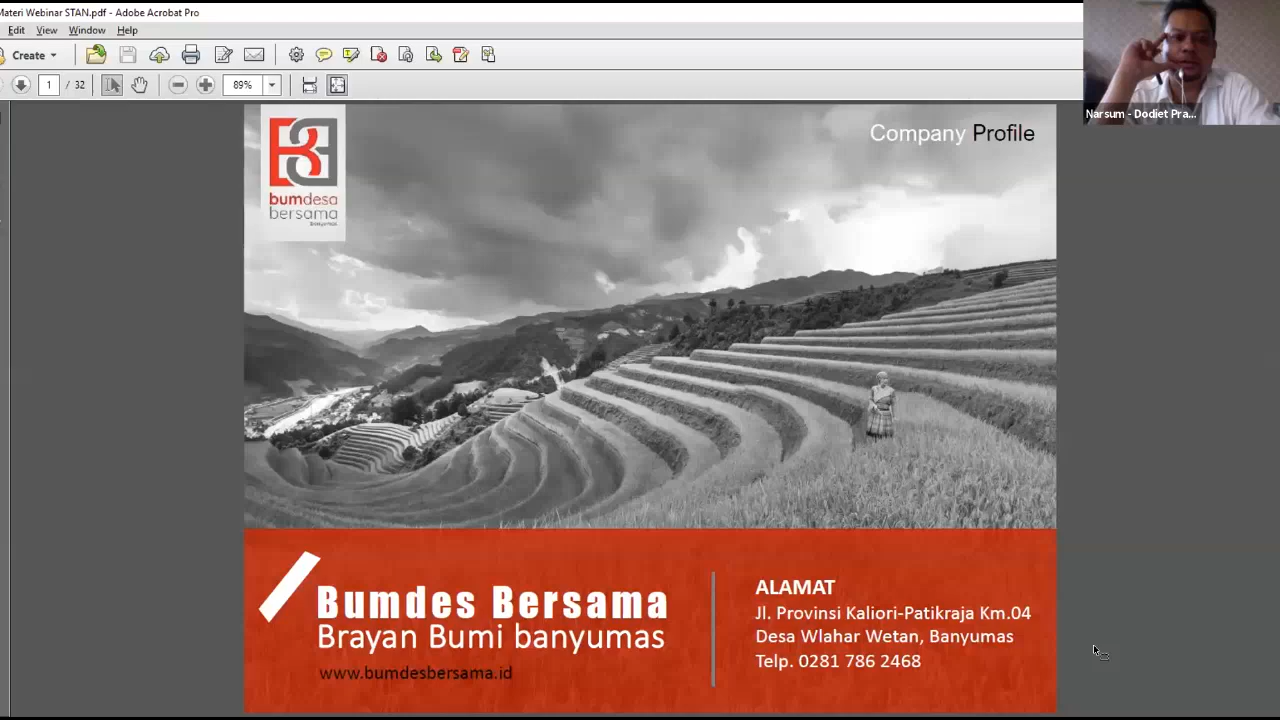 Materi Webinar STAN.pdf - Adobe Acrobat Pro
Edit View Window Help
Create
1 / 32 89%
Narsum - Dodiet Pra...
Company Profile
bumdesa
bersama
Bumdes Bersama
Brayan Bumi banyumas
www.bumdesbersama.id
ALAMAT
Jl. Provinsi Kaliori-Patikraja Km.04
Desa Wlahar Wetan, Banyumas
Telp. 0281 786 2468